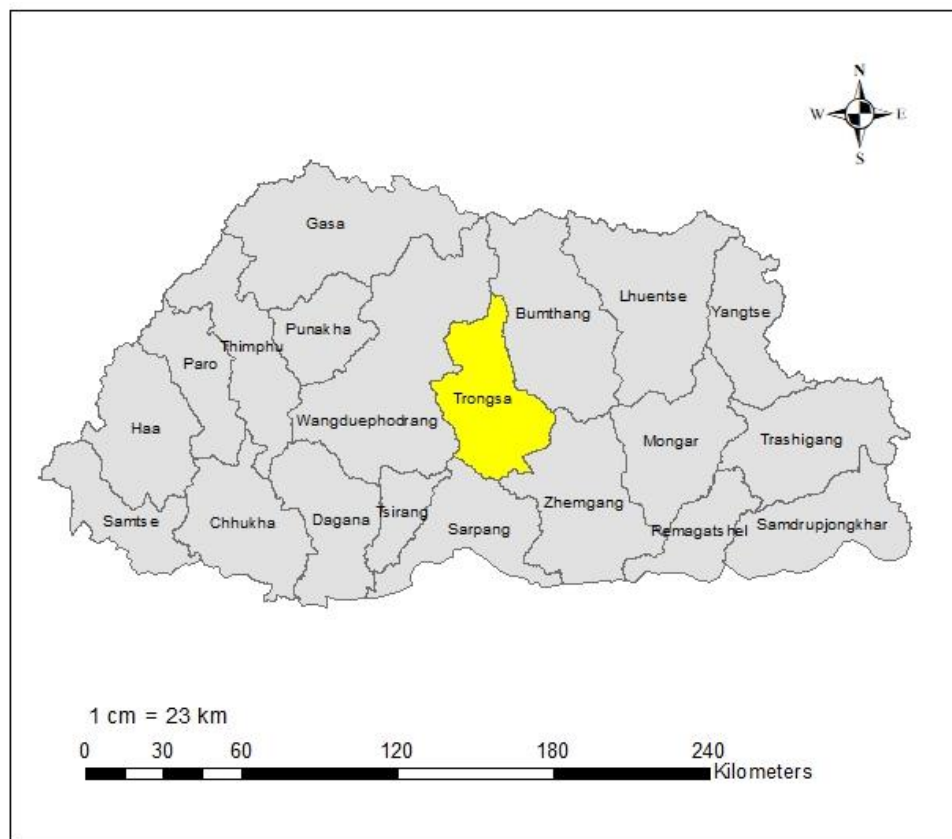 N
W E
S
Gasa
Lhuentse
Bumthang
Yangtse
Punakha
Thimphu
Paro
Trongsa
Wangduephodrang
Haa
Mongar
Trashigang
Zhemgang
Tsirang
Samtse
Chhukha
Dagana
Sarpang
Pemagatshel
Samdrupjongkhar
1 cm = 23 km
0 30 60 120 180 240
Kilometers